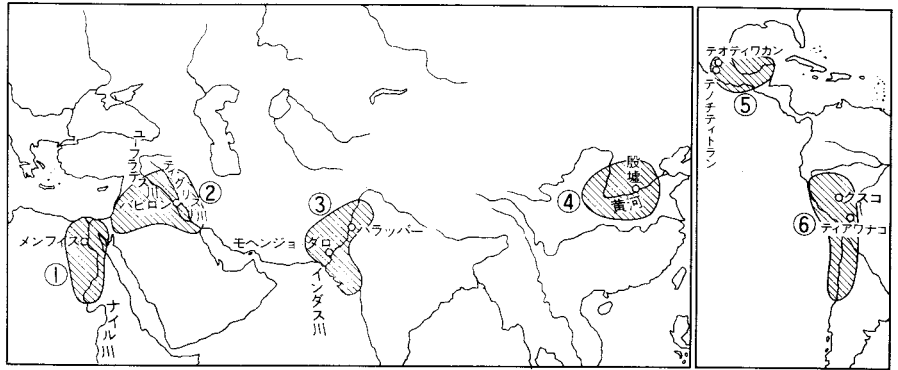 メンフィス
①
ナイル川
ユーフラテス川
ティグリス川
バビロン
②
③
モヘンジョ ダロ
ハラッパー
インダス川
④
殷墟
黄河
テオティワカン
テノチティトラン
⑤
クスコ
⑥
ティアワナコ